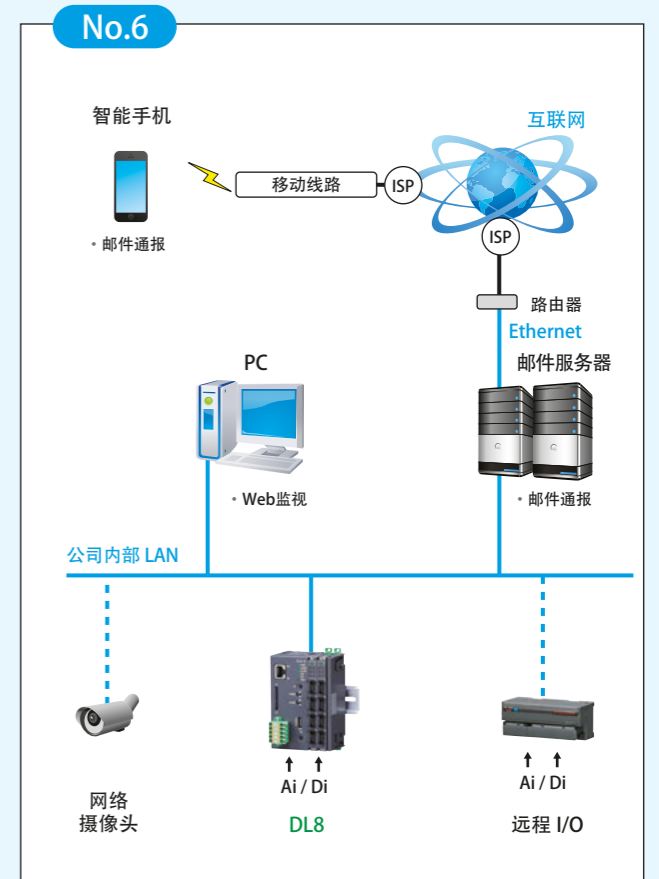 No.6
智能手机
互联网
移动线路
ISP
・邮件通报
ISP
路由器
Ethernet
PC
邮件服务器
・Web监视
・邮件通报
公司内部 LAN
Ai / Di
Ai / Di
网络
摄像头
DL8
远程 I/O